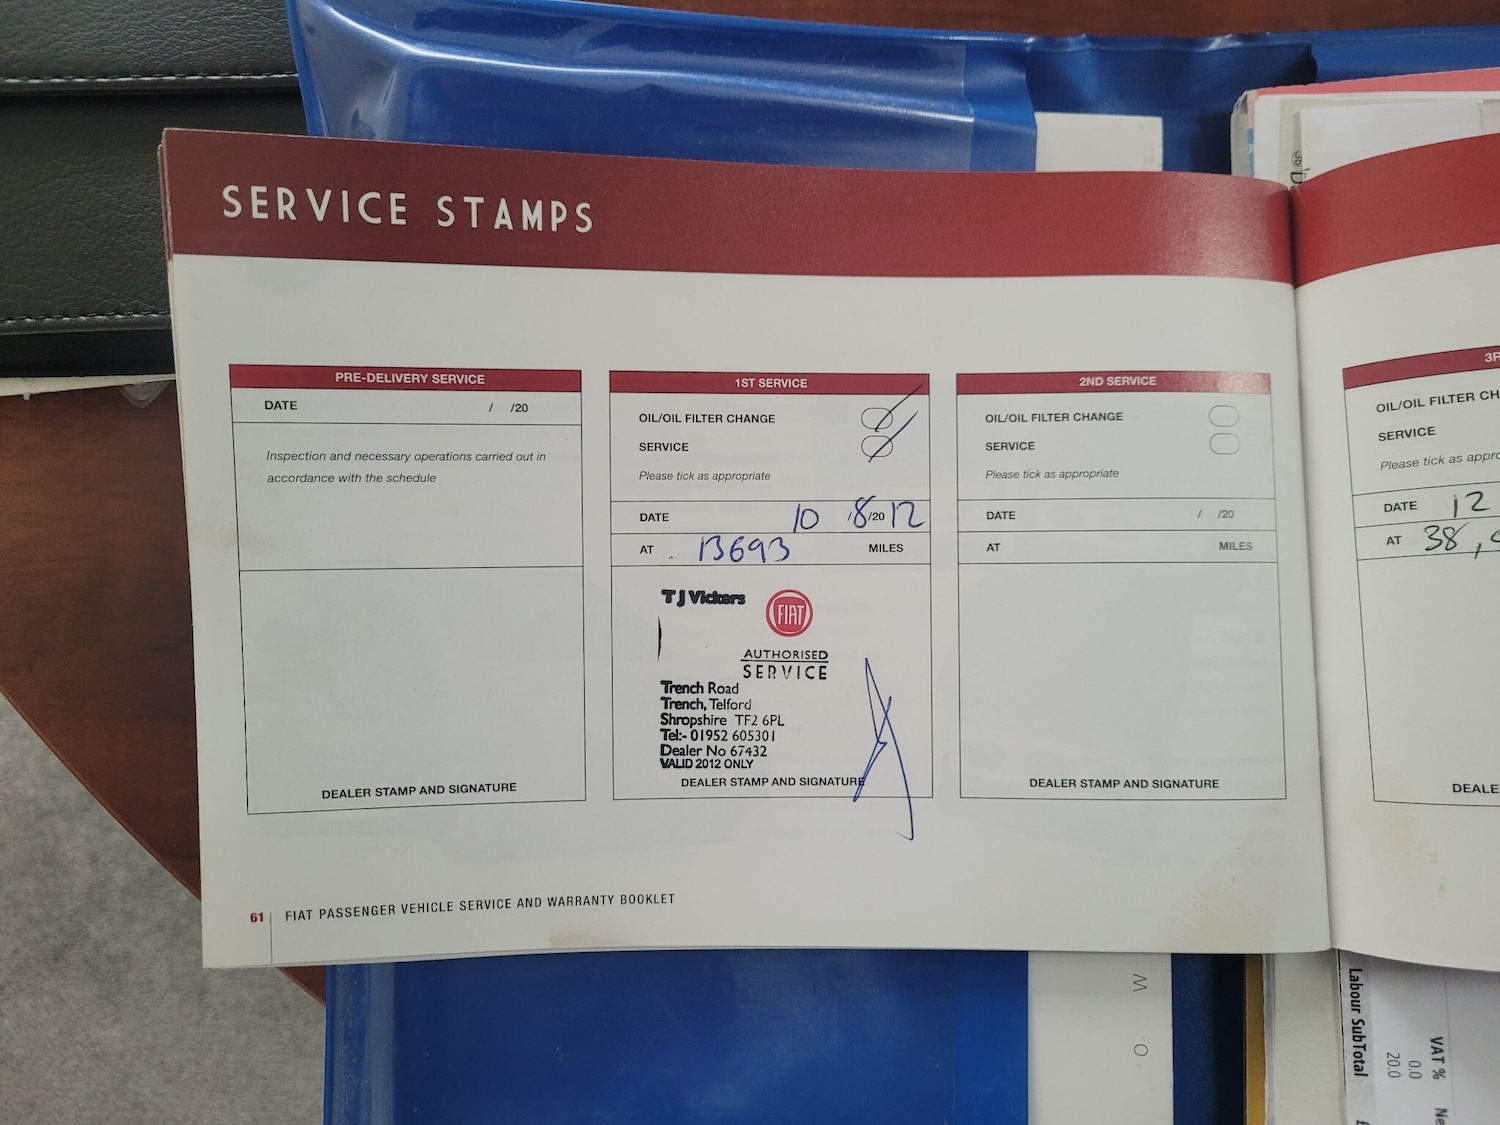 SERVICE STAMPS
PRE-DELIVERY SERVICE
DATE / /20
Inspection and necessary operations carried out in
accordance with the schedule
DEALER STAMP AND SIGNATURE
1ST SERVICE
OIL/OIL FILTER CHANGE
SERVICE
Please tick as appropriate
DATE 10 /8/20 12
AT 13693 MILES
T J Vickers
FIAT
AUTHORISED
SERVICE
Trench Road
Trench, Telford
Shropshire TF2 6PL
Tel:- 01952 605301
Dealer No 67432
VALID 2012 ONLY
DEALER STAMP AND SIGNATURE
2ND SERVICE
OIL/OIL FILTER CHANGE
SERVICE
Please tick as appropriate
DATE / /20
AT MILES
DEALER STAMP AND SIGNATURE
3R
OIL/OIL FILTER CH
SERVICE
Please tick as appro
DATE 12
AT 38,
DEALE
61 FIAT PASSENGER VEHICLE SERVICE AND WARRANTY BOOKLET
W O
Labour SubTotal
VAT %
0.0
20.0
Ne